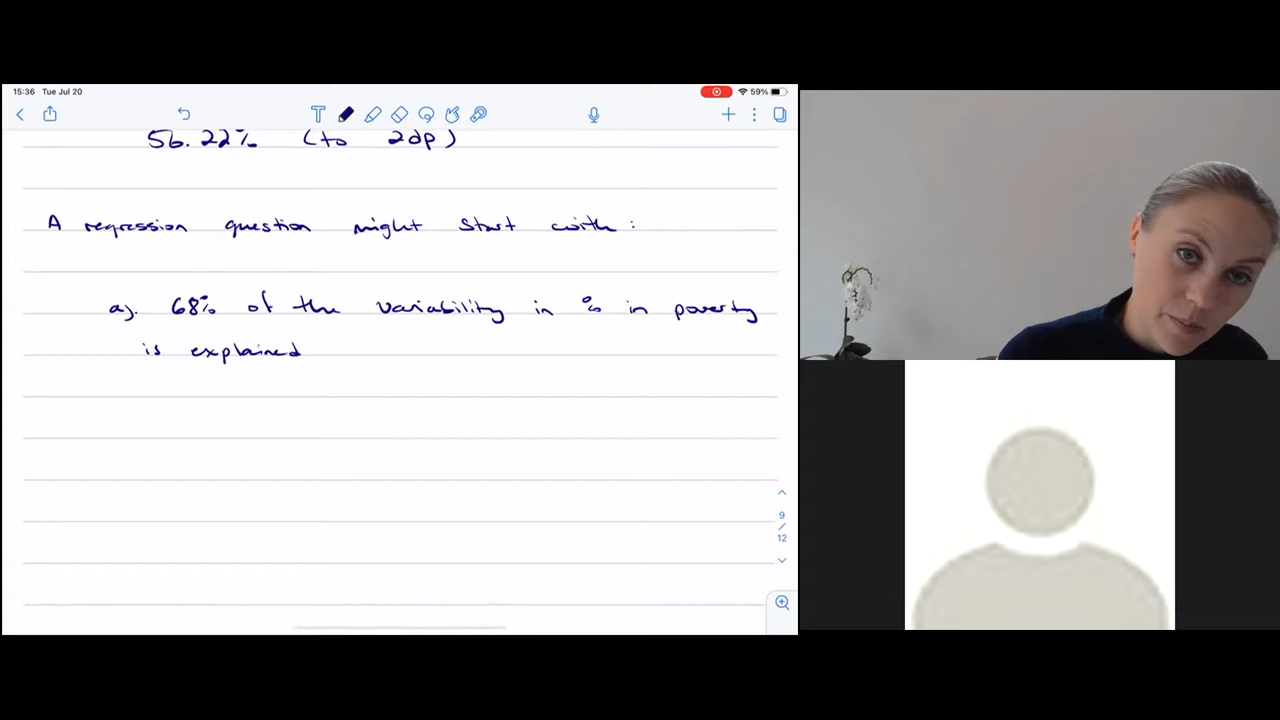 15:36 Tue Jul 20
59%
T
56.22% (to 2dp)
A regression question might start with:
a). 68% of the variability in % in poverty
is explained
9
/
12